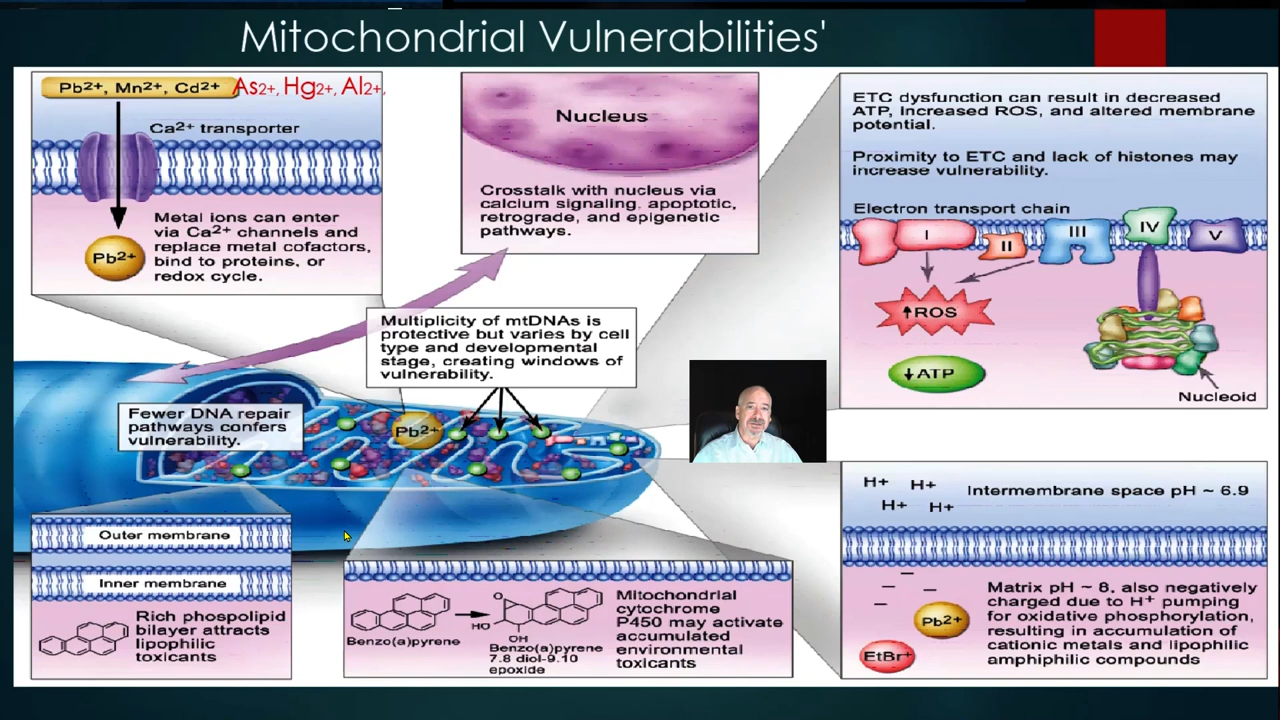 Mitochondrial Vulnerabilities'
Pb2+, Mn2+, Cd2+ As2+, Hg2+, Al2+,
Ca2+ transporter
Metal ions can enter
via Ca2+ channels and
replace metal cofactors,
bind to proteins, or
redox cycle.
Pb2+
Nucleus
Crosstalk with nucleus via
calcium signaling, apoptotic,
retrograde, and epigenetic
pathways.
ETC dysfunction can result in decreased
ATP, increased ROS, and altered membrane
potential.
Proximity to ETC and lack of histones may
increase vulnerability.
Electron transport chain
I
II
III
IV
V
↑ROS
↓ATP
Nucleoid
Multiplicity of mtDNAs is
protective but varies by cell
type and developmental
stage, creating windows of
vulnerability.
Fewer DNA repair
pathways confers
vulnerability.
Pb2+
Outer membrane
Inner membrane
Rich phospolipid
bilayer attracts
lipophilic
toxicants
Benzo(a)pyrene
O
HO
OH
Benzo(a)pyrene
7.8 diol-9.10
epoxide
Mitochondrial
cytochrome
P450 may activate
accumulated
environmental
toxicants
H+ H+
H+ H+
Intermembrane space pH ~ 6.9
Matrix pH ~ 8, also negatively
charged due to H+ pumping
for oxidative phosphorylation,
resulting in accumulation of
cationic metals and lipophilic
amphiphilic compounds
Pb2+
EtBr+